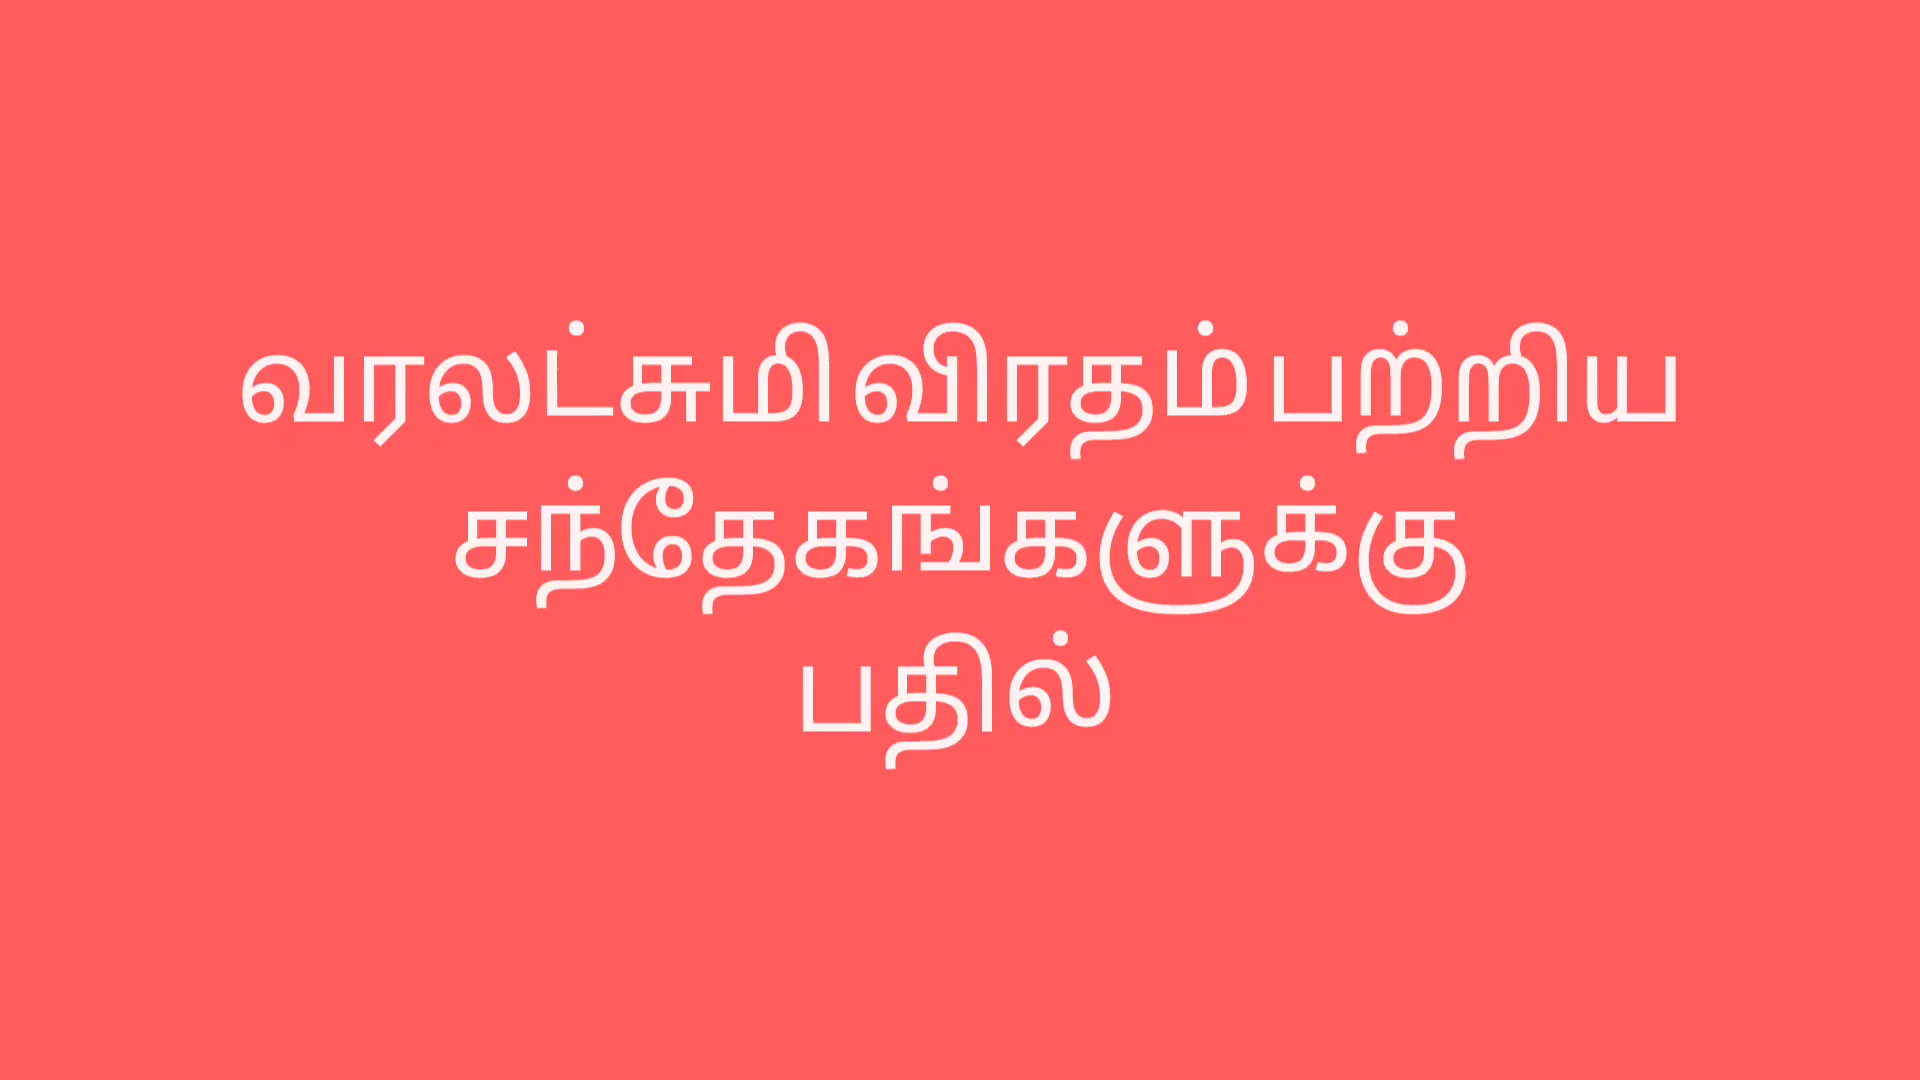 வரலட்சுமி விரதம் பற்றிய
சந்தேகங்களுக்கு
பதில்